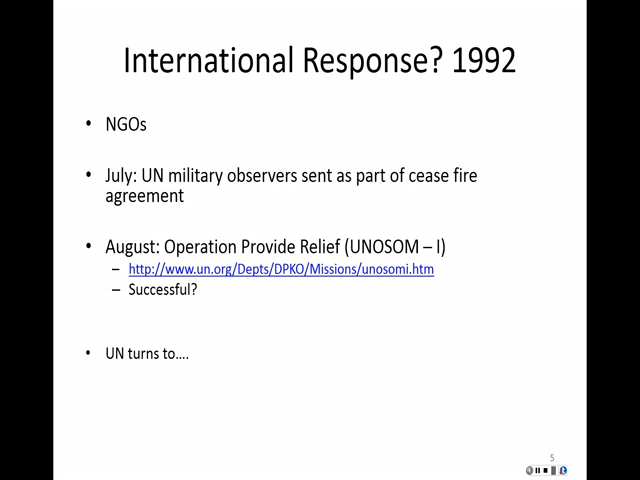 International Response? 1992
• NGOs
• July: UN military observers sent as part of cease fire
agreement
• August: Operation Provide Relief (UNOSOM – I)
– http://www.un.org/Depts/DPKO/Missions/unosomi.htm
– Successful?
• UN turns to….
5